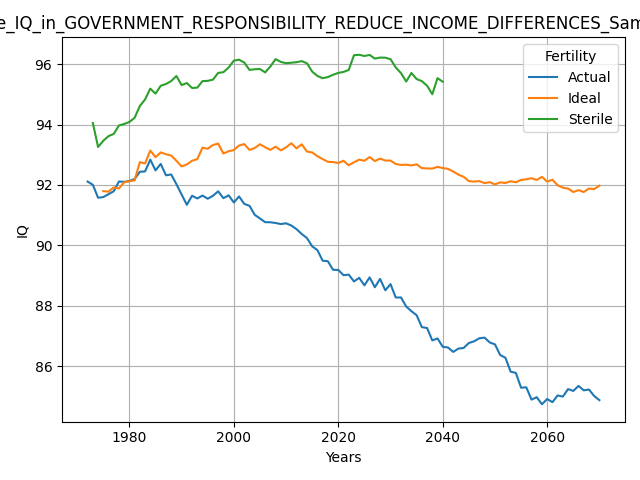 e_IQ_in_GOVERNMENT_RESPONSIBILITY_REDUCE_INCOME_DIFFERENCES_Sam
Fertility
Actual
Ideal
Sterile
IQ
96
94
92
90
88
86
1980 2000 2020 2040 2060
Years